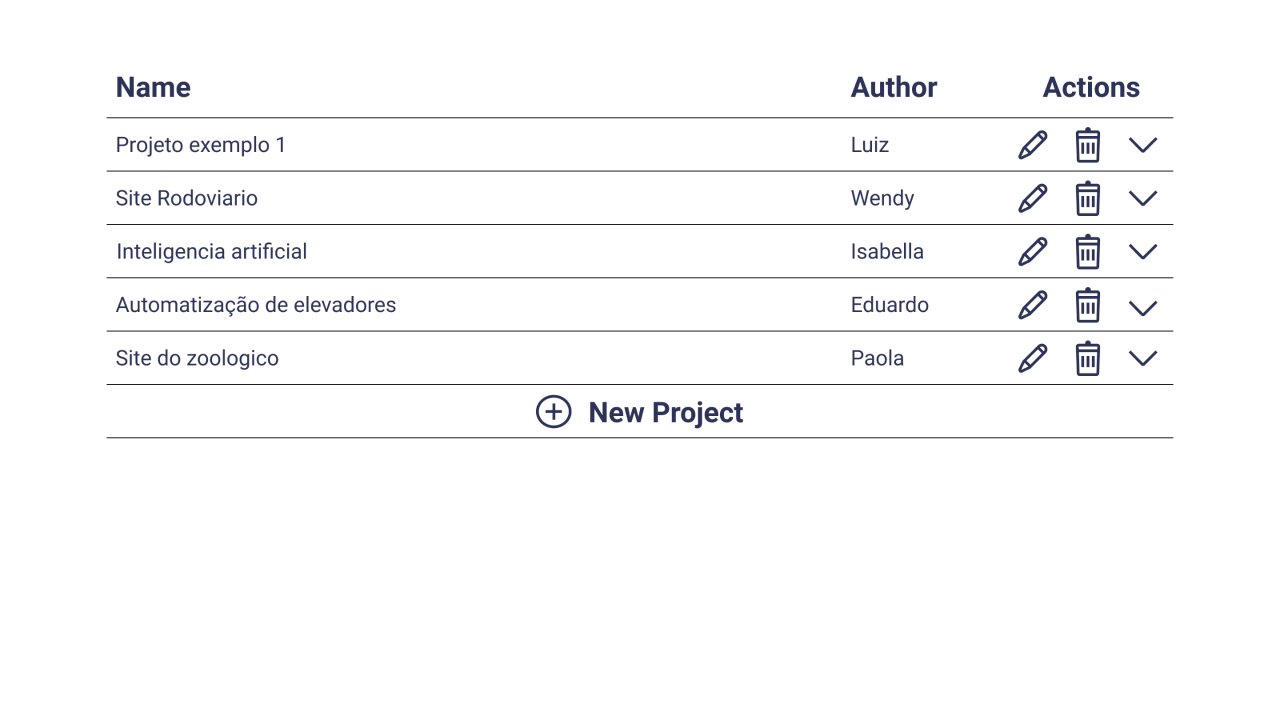 Name Author Actions
Projeto exemplo 1 Luiz
Site Rodoviario Wendy
Inteligencia artificial Isabella
Automatização de elevadores Eduardo
Site do zoologico Paola
New Project